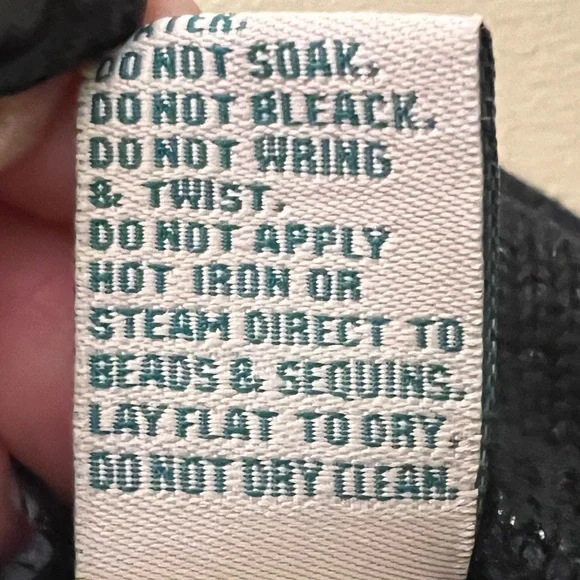 WATER.
DO NOT SOAK.
DO NOT BLEACK.
DO NOT WRING
& TWIST.
DO NOT APPLY
HOT IRON OR
STEAM DIRECT TO
BEADS & SEQUINS.
LAY FLAT TO DRY.
DO NOT DRY CLEAN.